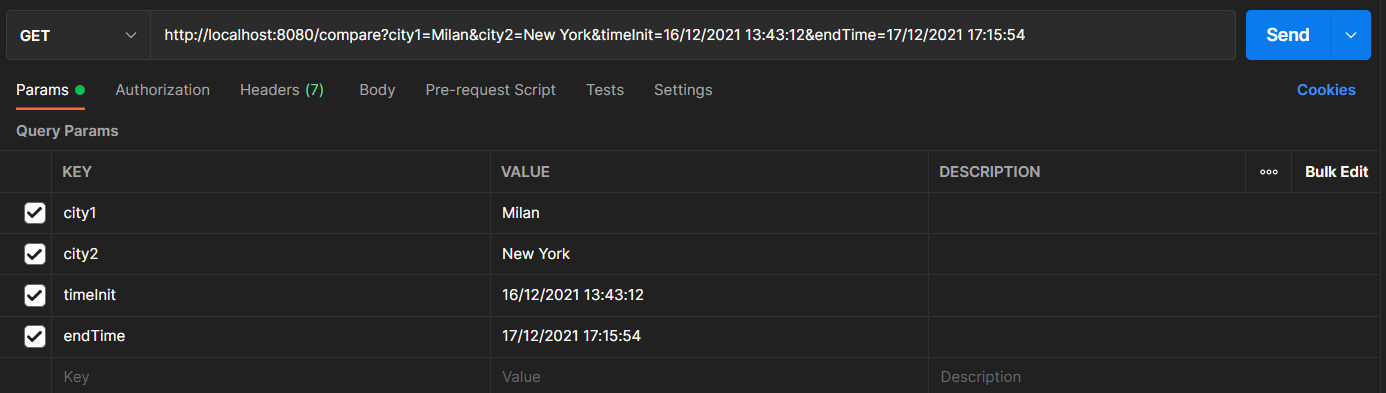 GET http://localhost:8080/compare?city1=Milan&city2=New York&timeInit=16/12/2021 13:43:12&endTime=17/12/2021 17:15:54 Send
Params Authorization Headers (7) Body Pre-request Script Tests Settings Cookies
Query Params
KEY VALUE DESCRIPTION Bulk Edit
city1 Milan
city2 New York
timeInit 16/12/2021 13:43:12
endTime 17/12/2021 17:15:54
Key Value Description